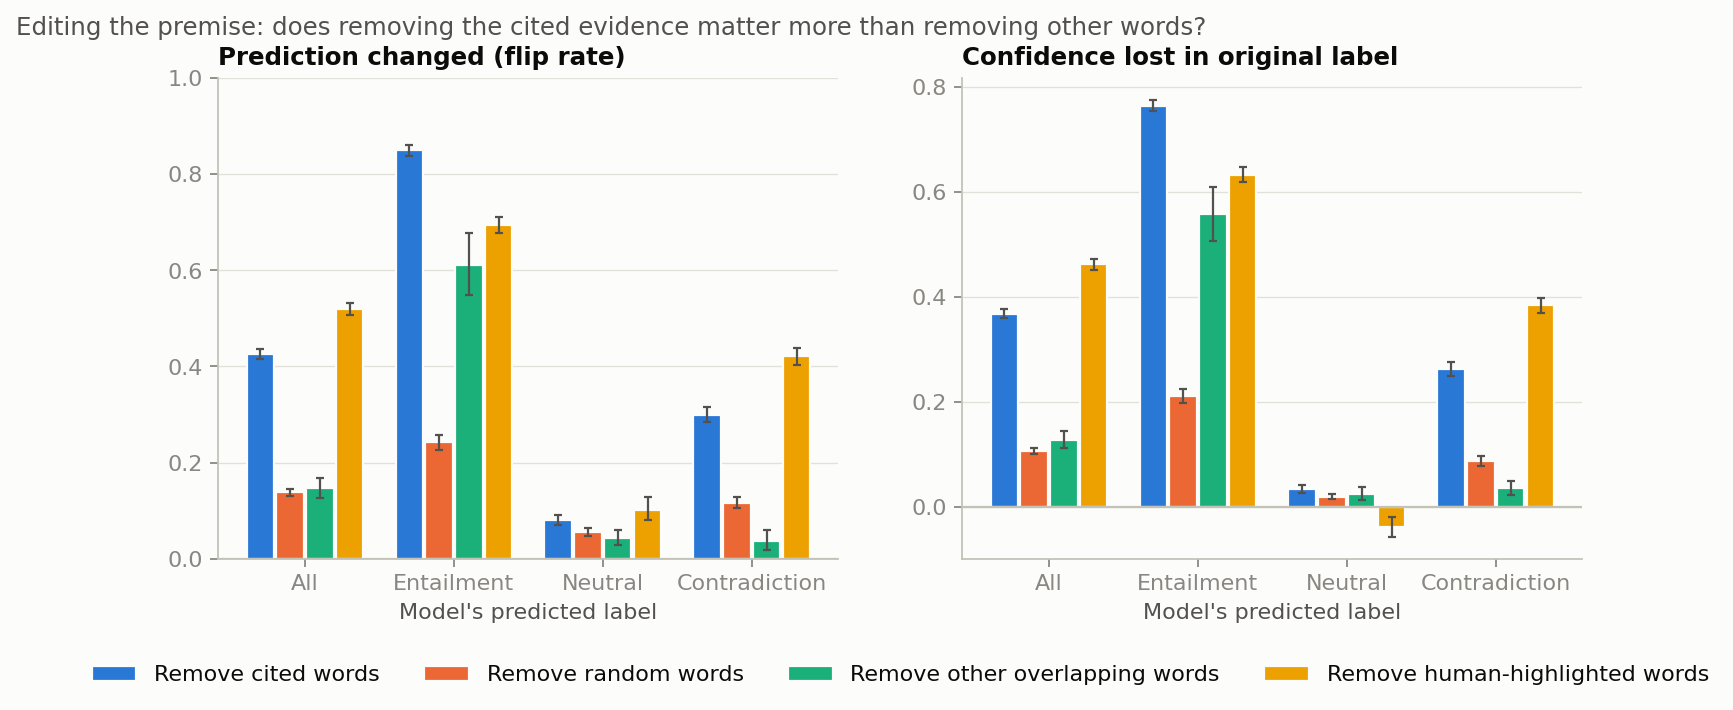 Editing the premise: does removing the cited evidence matter more than removing other words?
Prediction changed (flip rate)
1.0
0.8
0.6
0.4
0.2
0.0
All Entailment Neutral Contradiction
Model's predicted label
Confidence lost in original label
0.8
0.6
0.4
0.2
0.0
All Entailment Neutral Contradiction
Model's predicted label
Remove cited words Remove random words Remove other overlapping words Remove human-highlighted words